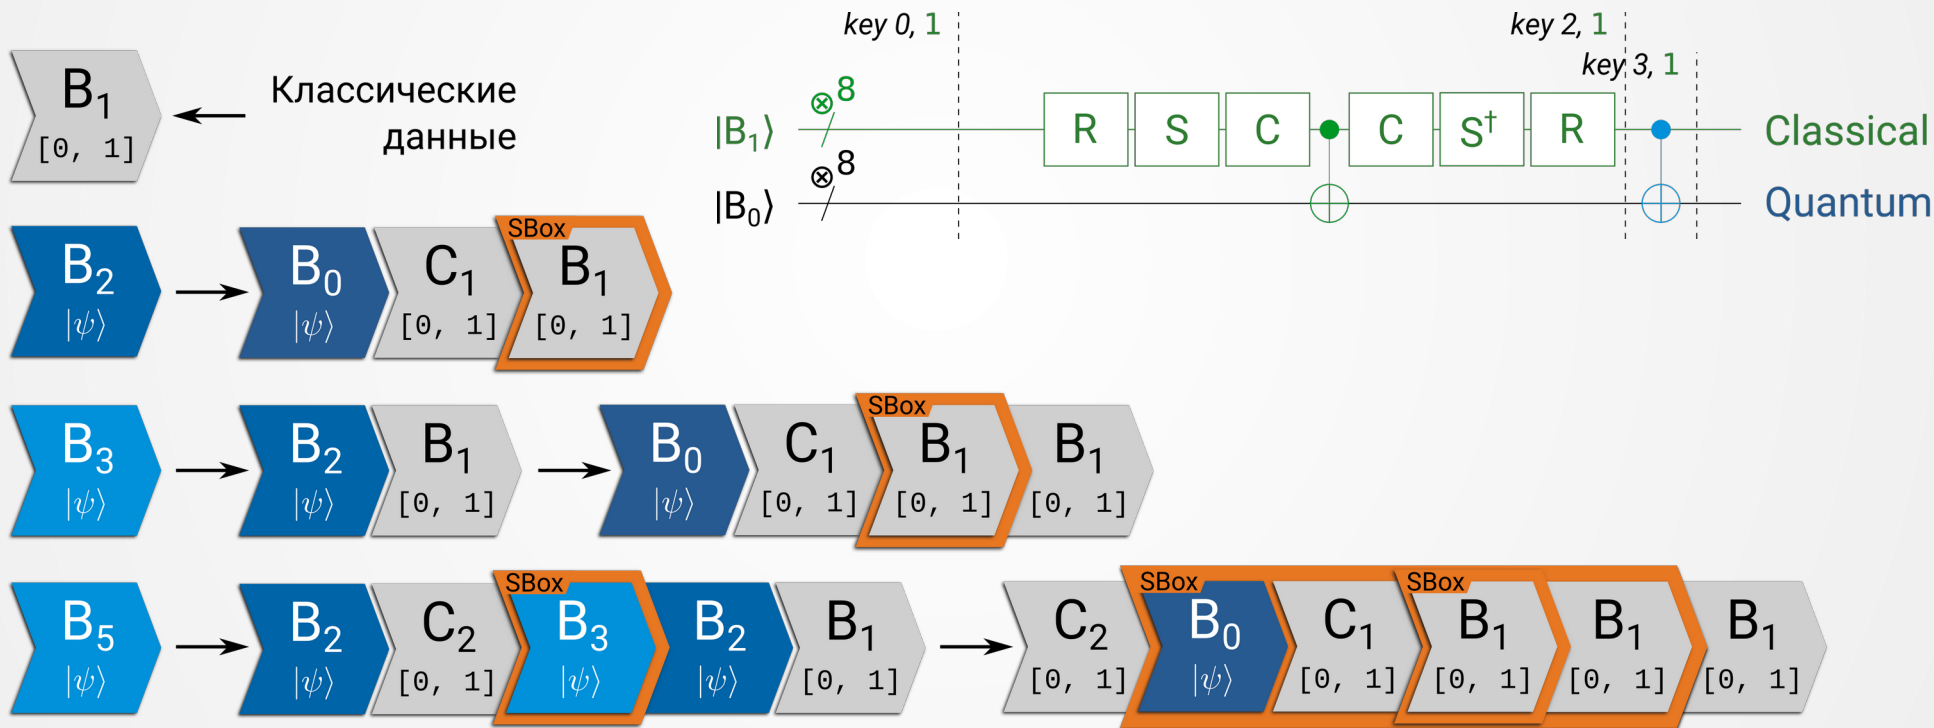 key 0, 1
key 2, 1
key 3, 1
B₁
[0, 1]
Классические
данные
|B₁⟩ ⊗8 R S C C S† R Classical
|B₀⟩ ⊗8 Quantum
SBox
B₂ B₀ C₁ B₁
|ψ⟩ |ψ⟩ [0, 1] [0, 1]
SBox
B₃ B₂ B₁ B₀ C₁ B₁ B₁
|ψ⟩ |ψ⟩ [0, 1] |ψ⟩ [0, 1] [0, 1] [0, 1]
SBox SBox SBox
B₅ B₂ C₂ B₃ B₂ B₁ C₂ B₀ C₁ B₁ B₁ B₁
|ψ⟩ |ψ⟩ [0, 1] |ψ⟩ |ψ⟩ [0, 1] [0, 1] |ψ⟩ [0, 1] [0, 1] [0, 1] [0, 1]